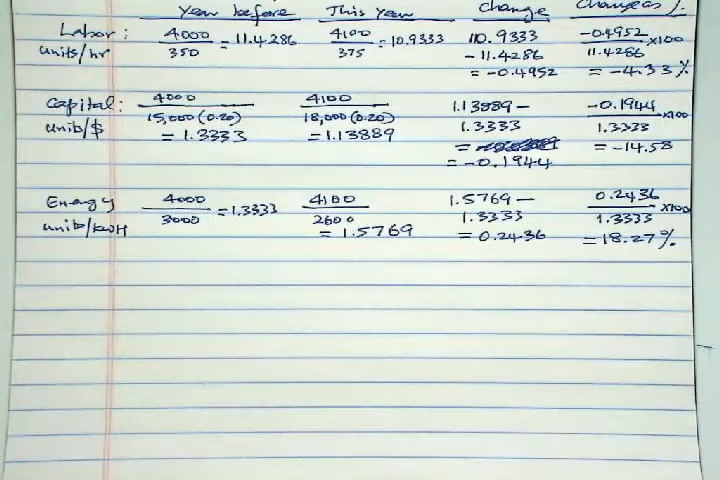 Year before This Year Change Change as %
Labor: 4000/350 = 11.4286 4100/375 = 10.9333 10.9333 -0.4952/11.4286 x100
units/hr - 11.4286
= -0.4952 = -4.33%
Capital: 4000/15,000(0.20) 4100/18,000(0.20) 1.13889 - -0.1944/1.3333 x100
units/$ = 1.3333 = 1.13889 1.3333
= = -14.58
= -0.1944
Energy 4000/3000 = 1.3333 4100/2600 1.5769 - 0.2436/1.3333 x100
units/kwH = 1.5769 1.3333
= 0.2436 = 18.27%